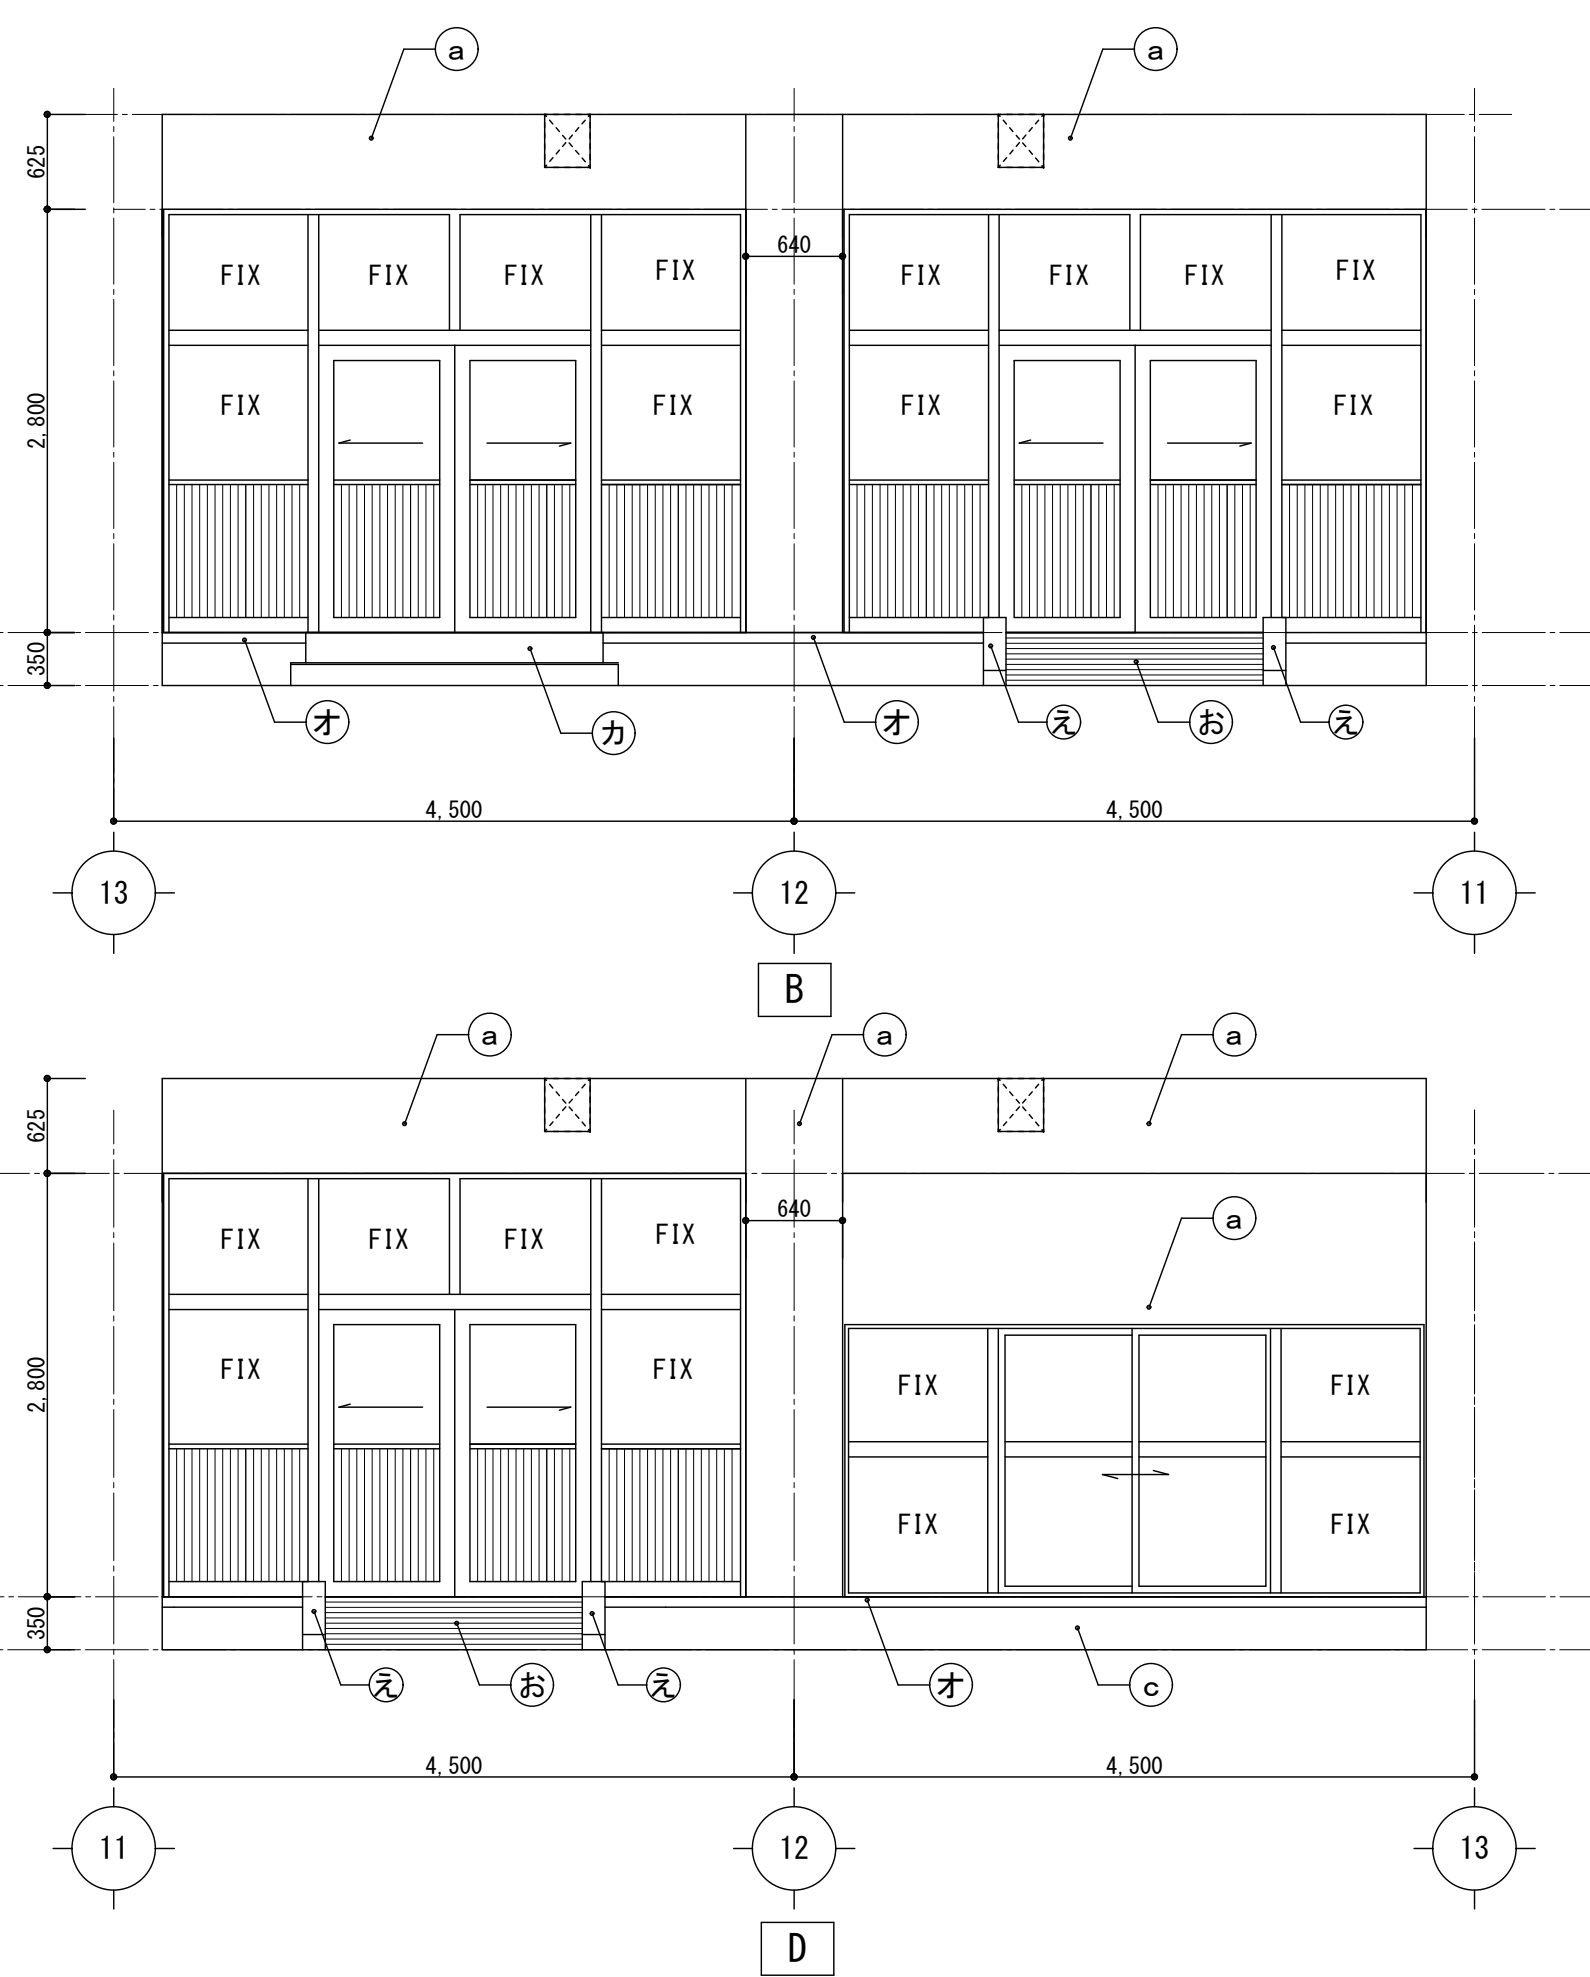 a a
625
640
FIX FIX FIX FIX FIX FIX FIX FIX
2,800
FIX FIX FIX FIX
350
オ カ オ え お え
4,500 4,500
13 12 11
B
a a a
625
640 a
FIX FIX FIX FIX
2,800
FIX FIX FIX FIX
FIX FIX
350
え お え オ c
4,500 4,500
11 12 13
D